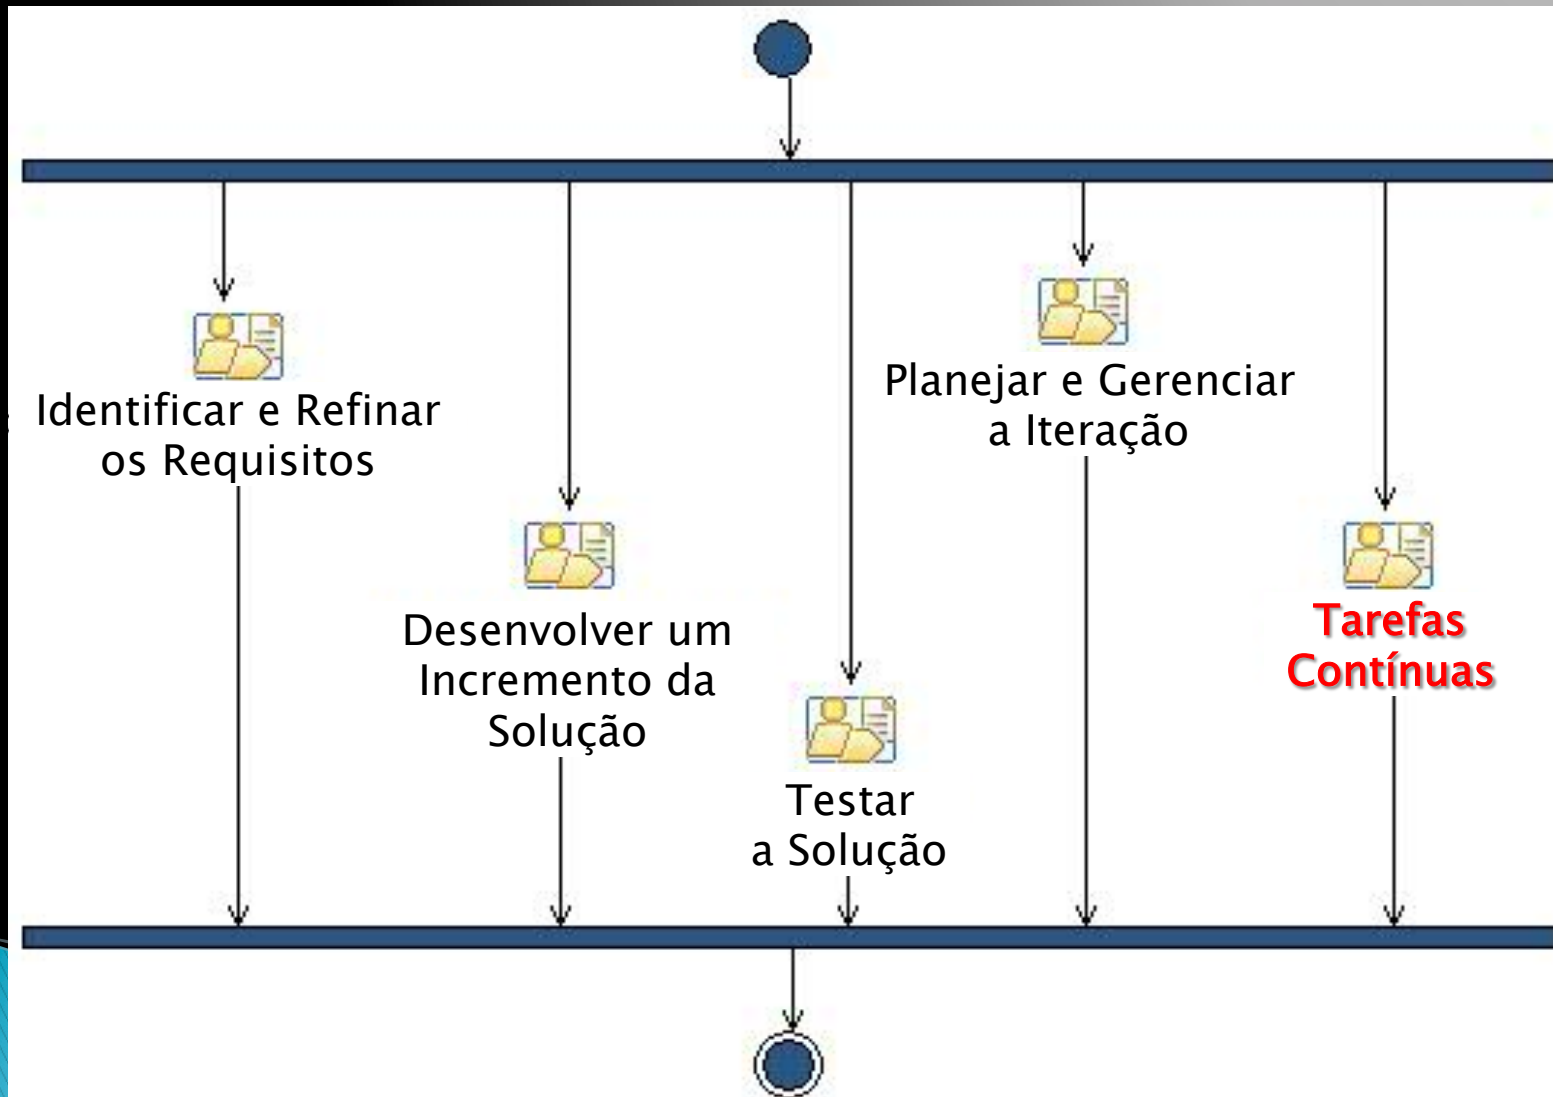 Identificar e Refinar
os Requisitos
Desenvolver um
Incremento da
Solução
Testar
a Solução
Planejar e Gerenciar
a Iteração
Tarefas
Contínuas